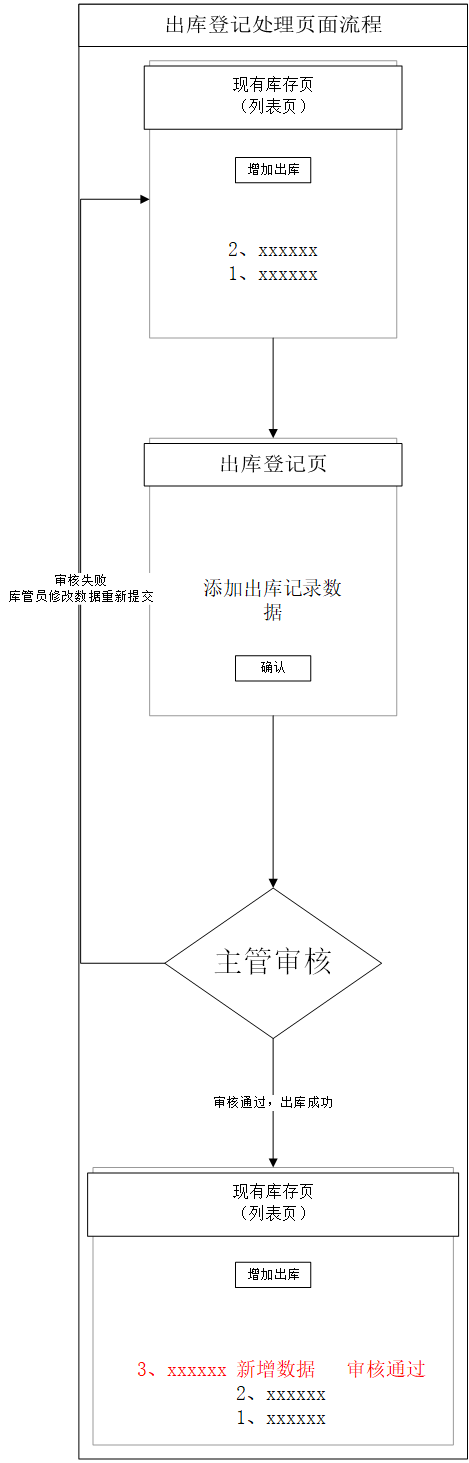 出库登记处理页面流程
现有库存页
（列表页）
增加出库
2、xxxxxx
1、xxxxxx
出库登记页
审核失败
库管员修改数据重新提交
添加出库记录数
据
确认
主管审核
审核通过，出库成功
现有库存页
（列表页）
增加出库
3、xxxxxx 新增数据 审核通过
2、xxxxxx
1、xxxxxx